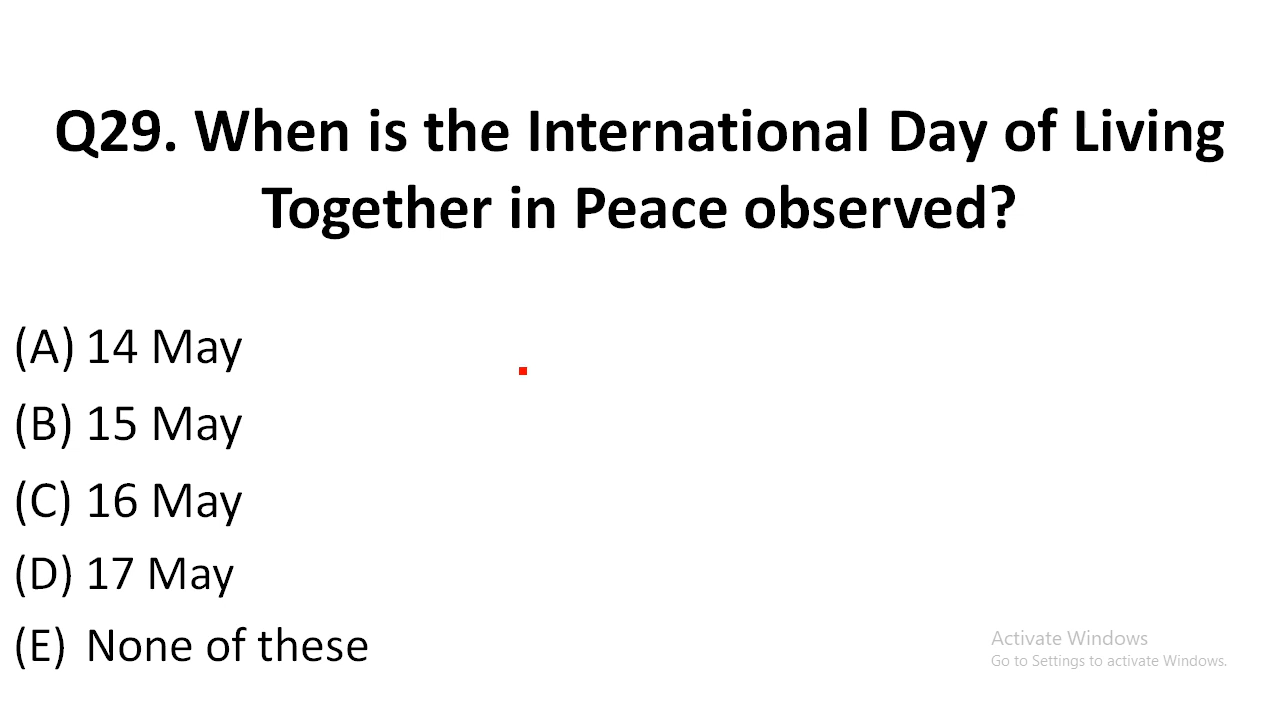 Q29. When is the International Day of Living
Together in Peace observed?
(A) 14 May
(B) 15 May
(C) 16 May
(D) 17 May
(E) None of these
Activate Windows
Go to Settings to activate Windows.